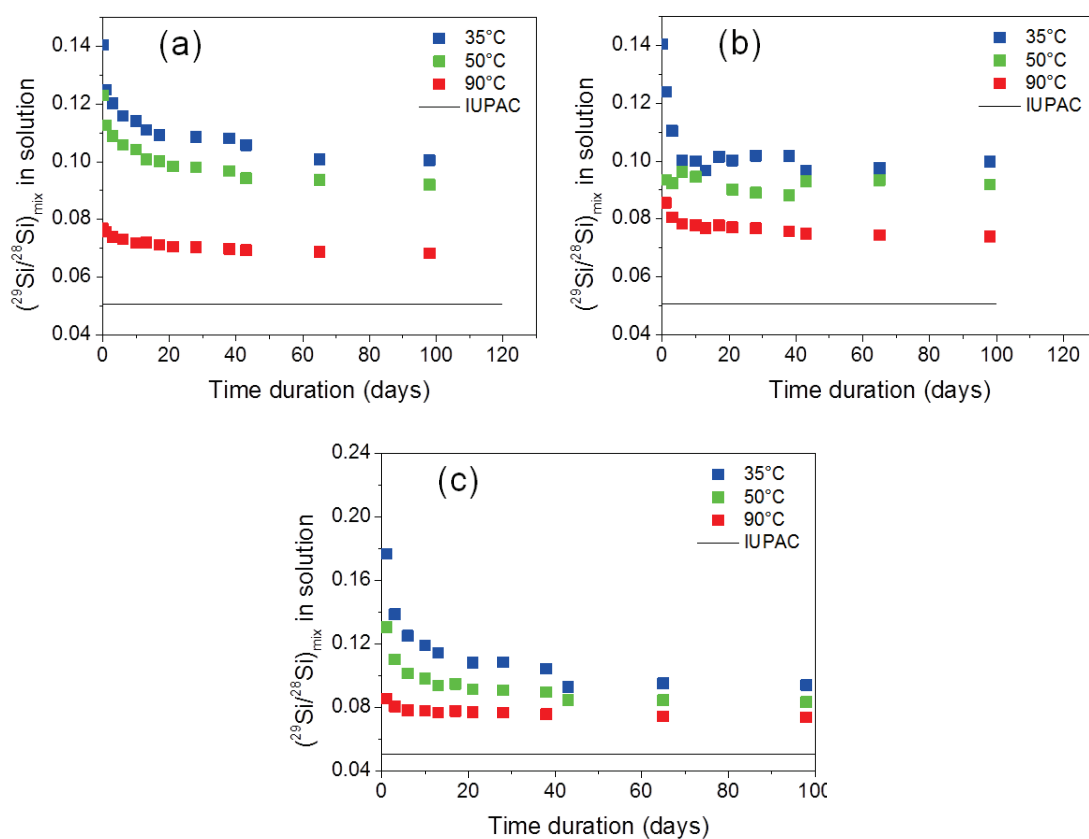 (a)
35°C
50°C
90°C
IUPAC
0.14
0.12
0.10
0.08
0.06
0.04
(²⁹Si/²⁸Si)mix in solution
0 20 40 60 80 100 120
Time duration (days)
(b)
35°C
50°C
90°C
IUPAC
0.14
0.12
0.10
0.08
0.06
0.04
(²⁹Si/²⁸Si)mix in solution
0 20 40 60 80 100 120
Time duration (days)
(c)
35°C
50°C
90°C
IUPAC
0.24
0.20
0.16
0.12
0.08
0.04
(²⁹Si/²⁸Si)mix in solution
0 20 40 60 80 100
Time duration (days)